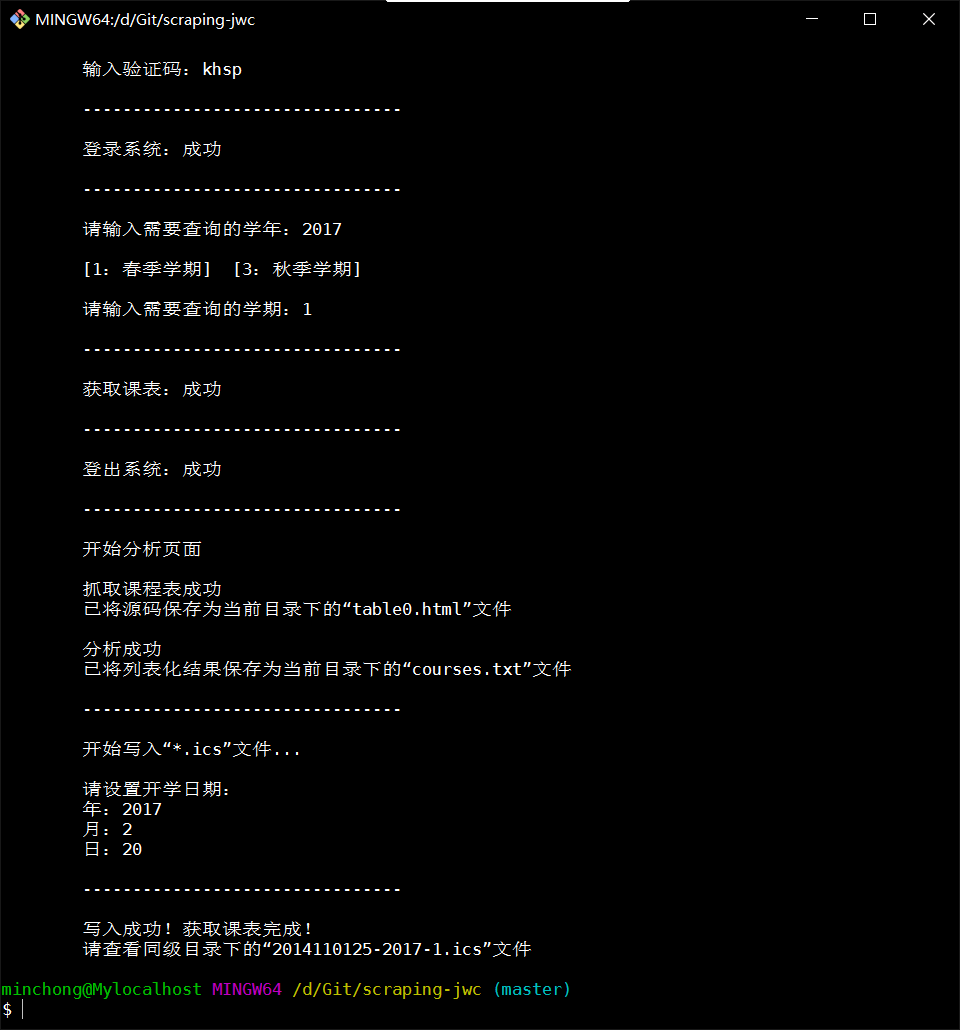 MINGW64:/d/Git/scraping-jwc
输入验证码：khsp
--------------------------------
登录系统：成功
--------------------------------
请输入需要查询的学年：2017
[1：春季学期]  [3：秋季学期]
请输入需要查询的学期：1
--------------------------------
获取课表：成功
--------------------------------
登出系统：成功
--------------------------------
开始分析页面
抓取课程表成功
已将源码保存为当前目录下的“table0.html”文件
分析成功
已将列表化结果保存为当前目录下的“courses.txt”文件
--------------------------------
开始写入“*.ics”文件...
请设置开学日期：
年：2017
月：2
日：20
--------------------------------
写入成功！获取课表完成！
请查看同级目录下的“2014110125-2017-1.ics”文件
minchong@Mylocalhost MINGW64 /d/Git/scraping-jwc (master)
$